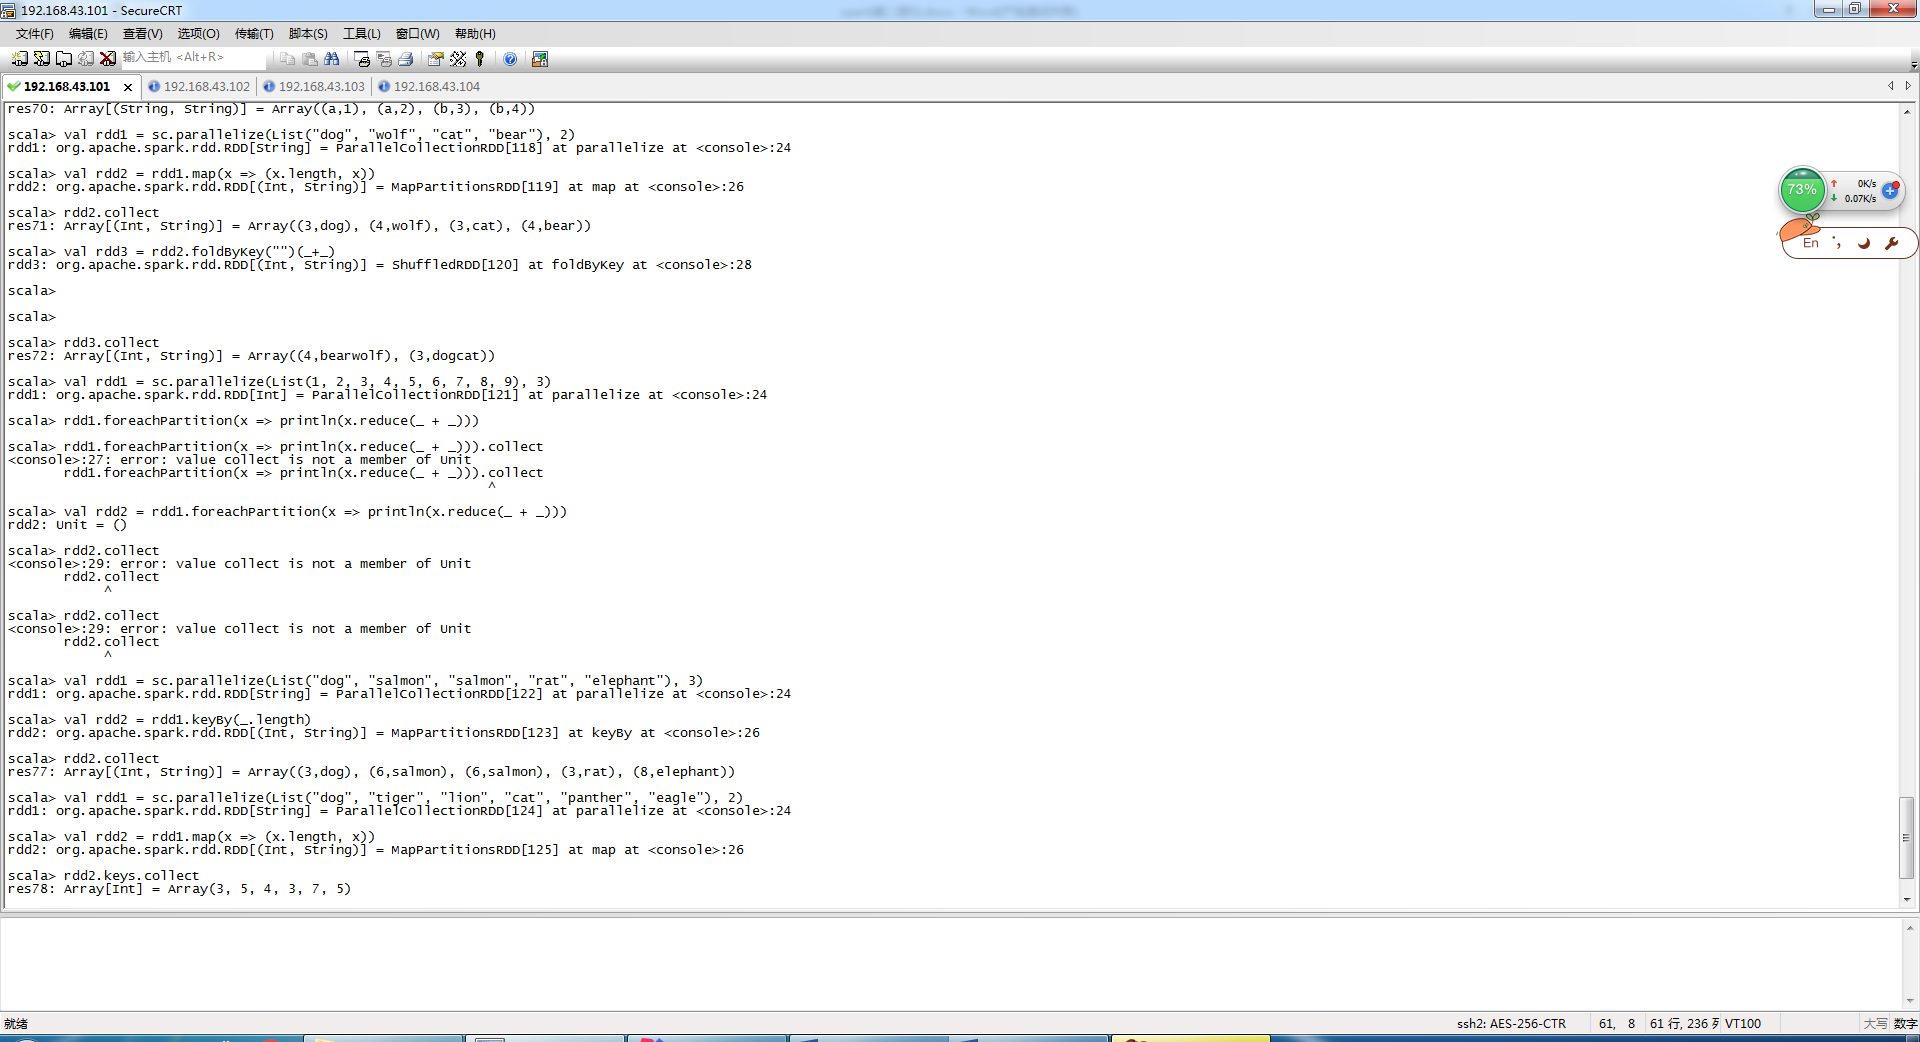 192.168.43.101 - SecureCRT
文件(F) 编辑(E) 查看(V) 选项(O) 传输(T) 脚本(S) 工具(L) 窗口(W) 帮助(H)
输入主机 <Alt+R>
192.168.43.101 192.168.43.102 192.168.43.103 192.168.43.104
res70: Array[(String, String)] = Array((a,1), (a,2), (b,3), (b,4))
scala> val rdd1 = sc.parallelize(List("dog", "wolf", "cat", "bear"), 2)
rdd1: org.apache.spark.rdd.RDD[String] = ParallelCollectionRDD[118] at parallelize at <console>:24
scala> val rdd2 = rdd1.map(x => (x.length, x))
rdd2: org.apache.spark.rdd.RDD[(Int, String)] = MapPartitionsRDD[119] at map at <console>:26
scala> rdd2.collect
res71: Array[(Int, String)] = Array((3,dog), (4,wolf), (3,cat), (4,bear))
scala> val rdd3 = rdd2.foldByKey("")(_+_)
rdd3: org.apache.spark.rdd.RDD[(Int, String)] = ShuffledRDD[120] at foldByKey at <console>:28
scala>
scala>
scala> rdd3.collect
res72: Array[(Int, String)] = Array((4,bearwolf), (3,dogcat))
scala> val rdd1 = sc.parallelize(List(1, 2, 3, 4, 5, 6, 7, 8, 9), 3)
rdd1: org.apache.spark.rdd.RDD[Int] = ParallelCollectionRDD[121] at parallelize at <console>:24
scala> rdd1.foreachPartition(x => println(x.reduce(_ + _)))
scala> rdd1.foreachPartition(x => println(x.reduce(_ + _))).collect
<console>:27: error: value collect is not a member of Unit
rdd1.foreachPartition(x => println(x.reduce(_ + _))).collect
^
scala> val rdd2 = rdd1.foreachPartition(x => println(x.reduce(_ + _)))
rdd2: Unit = ()
scala> rdd2.collect
<console>:29: error: value collect is not a member of Unit
rdd2.collect
^
scala> rdd2.collect
<console>:29: error: value collect is not a member of Unit
rdd2.collect
^
scala> val rdd1 = sc.parallelize(List("dog", "salmon", "salmon", "rat", "elephant"), 3)
rdd1: org.apache.spark.rdd.RDD[String] = ParallelCollectionRDD[122] at parallelize at <console>:24
scala> val rdd2 = rdd1.keyBy(_.length)
rdd2: org.apache.spark.rdd.RDD[(Int, String)] = MapPartitionsRDD[123] at keyBy at <console>:26
scala> rdd2.collect
res77: Array[(Int, String)] = Array((3,dog), (6,salmon), (6,salmon), (3,rat), (8,elephant))
scala> val rdd1 = sc.parallelize(List("dog", "tiger", "lion", "cat", "panther", "eagle"), 2)
rdd1: org.apache.spark.rdd.RDD[String] = ParallelCollectionRDD[124] at parallelize at <console>:24
scala> val rdd2 = rdd1.map(x => (x.length, x))
rdd2: org.apache.spark.rdd.RDD[(Int, String)] = MapPartitionsRDD[125] at map at <console>:26
scala> rdd2.keys.collect
res78: Array[Int] = Array(3, 5, 4, 3, 7, 5)
73% 0K/s
0.07K/s
En
就绪 ssh2: AES-256-CTR 61, 8 61 行, 236 列 VT100 大写 数字